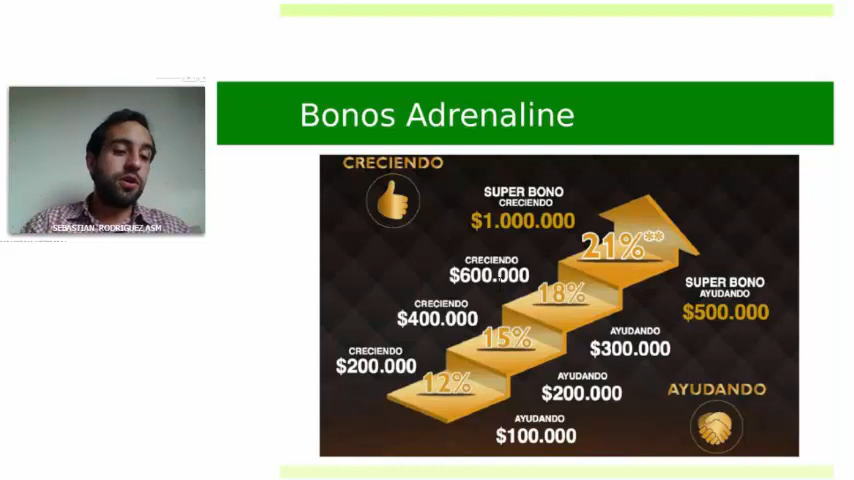 Bonos Adrenaline
SEBASTIAN RODRIGUEZ ASM
CRECIENDO
SUPER BONO
CRECIENDO
$1.000.000
21%**
CRECIENDO
$600.000
18%
SUPER BONO
AYUDANDO
$500.000
CRECIENDO
$400.000
15%
AYUDANDO
$300.000
CRECIENDO
$200.000
12%
AYUDANDO
$200.000
AYUDANDO
AYUDANDO
$100.000